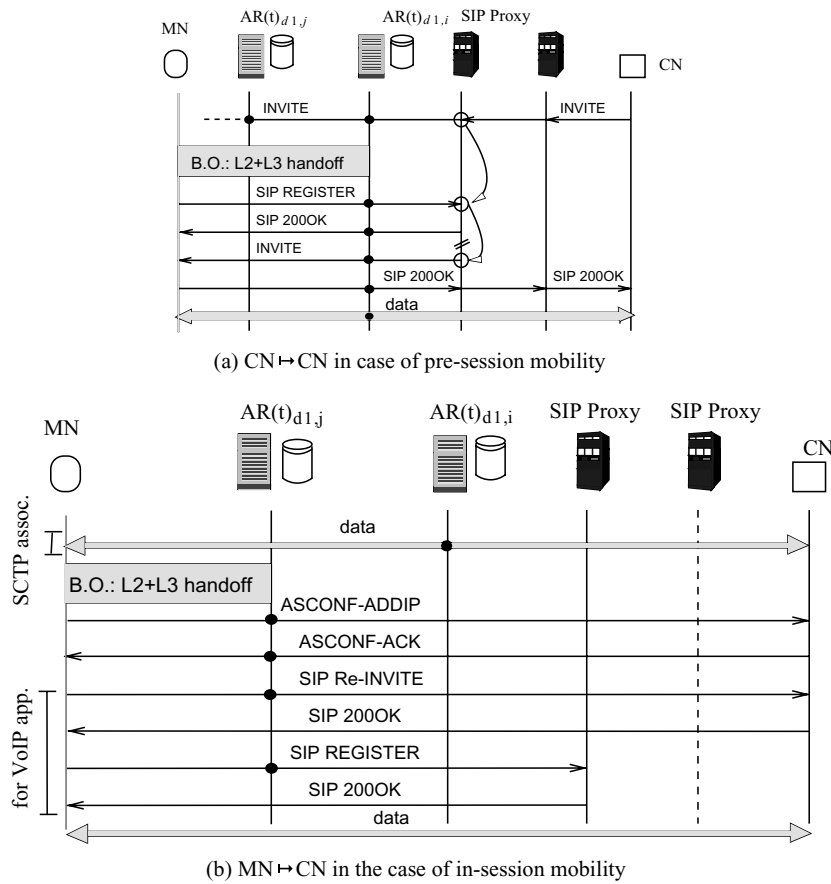 AR(t)d1,j AR(t)d1,i SIP Proxy
MN
CN
INVITE INVITE
B.O.: L2+L3 handoff
SIP REGISTER
SIP 200OK
INVITE
SIP 200OK SIP 200OK
data
(a) CN ↦ CN in case of pre-session mobility
AR(t)d1,j AR(t)d1,i SIP Proxy SIP Proxy
MN
CN
SCTP assoc.
data
B.O.: L2+L3 handoff
ASCONF-ADDIP
ASCONF-ACK
for VoIP app.
SIP Re-INVITE
SIP 200OK
SIP REGISTER
SIP 200OK
data
(b) MN ↦ CN in the case of in-session mobility